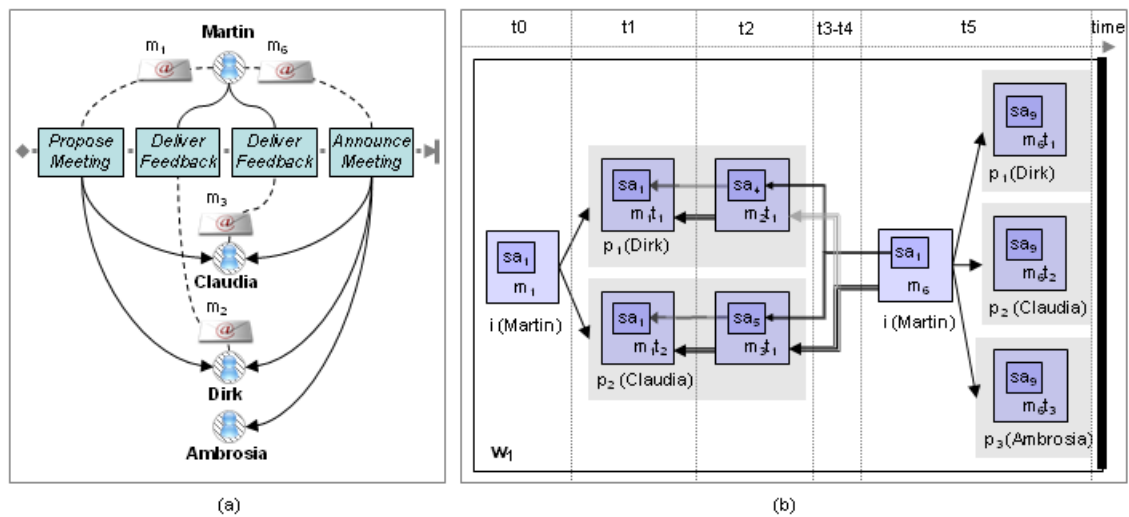 Martin
m1
m6
@
@
Propose Meeting
Deliver Feedback
Deliver Feedback
Announce Meeting
m3
@
Claudia
m2
@
Dirk
Ambrosia
(a)
t0 t1 t2 t3-t4 t5 time
sa1
m1
i (Martin)
sa1
m1t1
sa4
m2t1
p1(Dirk)
sa1
m1t2
sa5
m3t1
p2 (Claudia)
sa1
m6
i (Martin)
sa9
m6t1
p1(Dirk)
sa9
m6t2
p2(Claudia)
sa9
m6t3
p3(Ambrosia)
w1
(b)